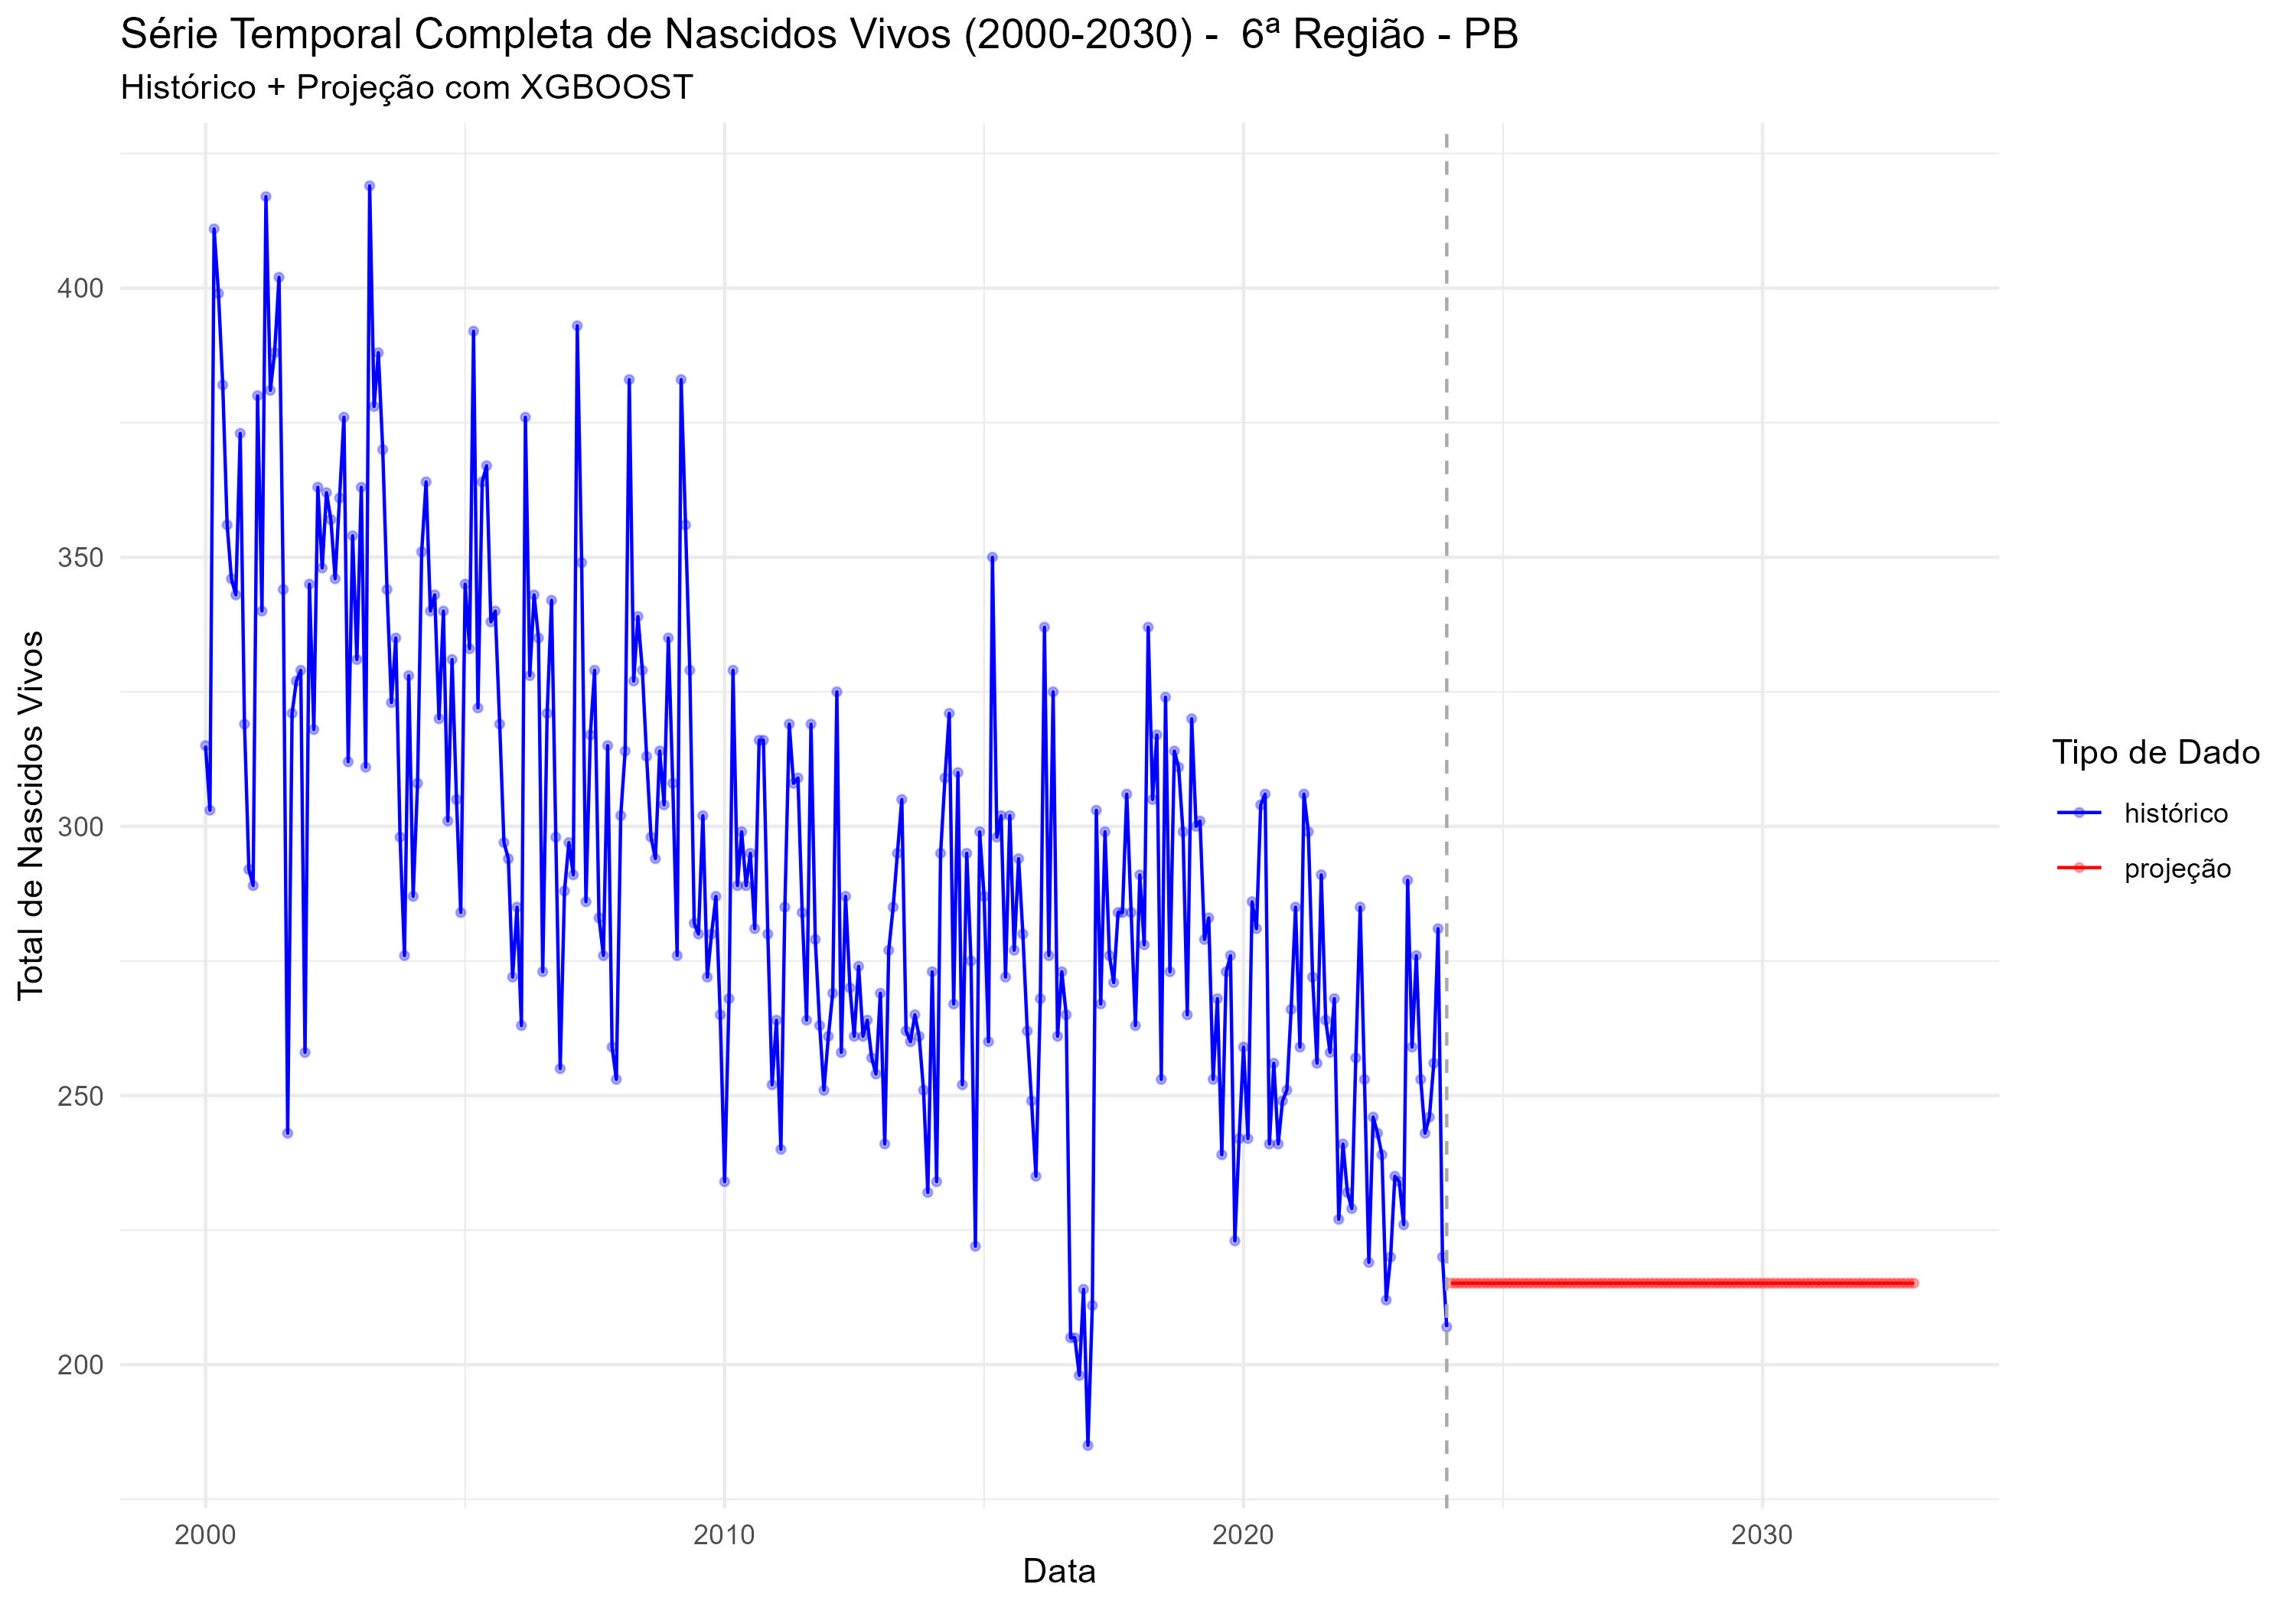 Série Temporal Completa de Nascidos Vivos (2000-2030) -  6ª Região - PB
Histórico + Projeção com XGBOOST
Total de Nascidos Vivos
400
350
300
250
200
2000
2010
2020
2030
Data
Tipo de Dado
histórico
projeção